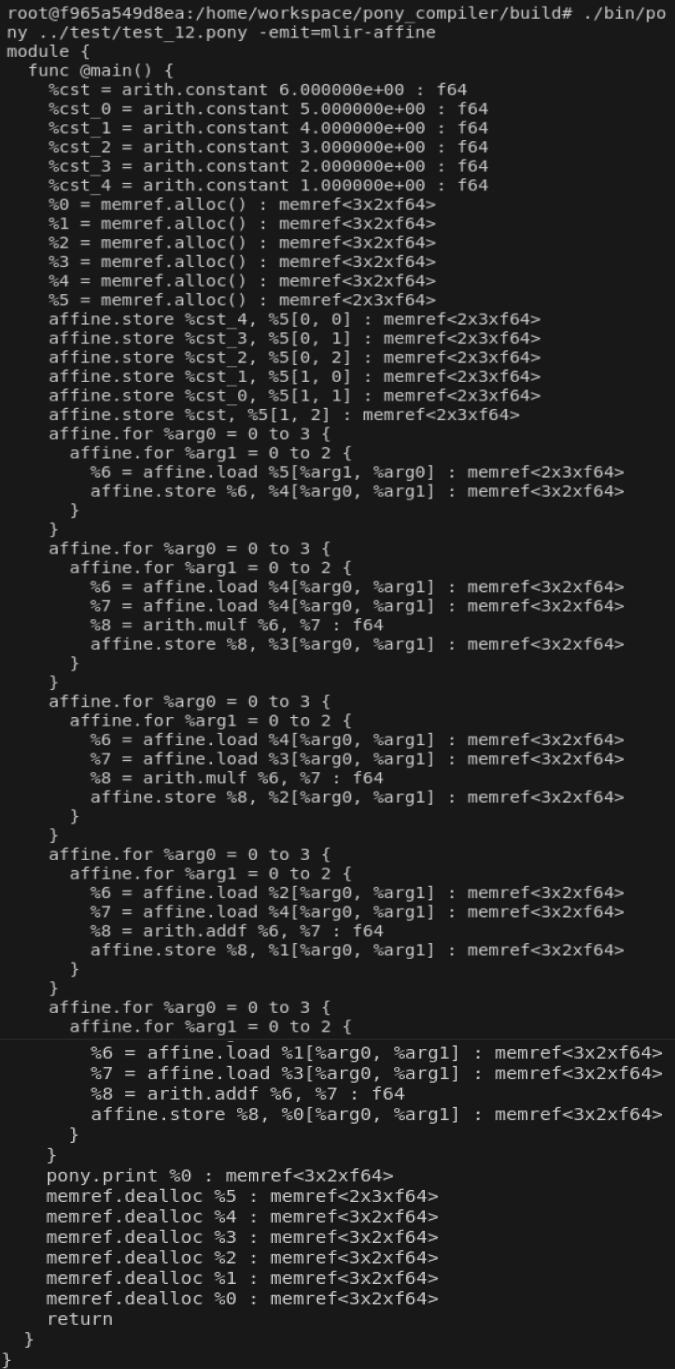 root@f965a549d8ea:/home/workspace/pony_compiler/build# ./bin/po
ny ../test/test_12.pony -emit=mlir-affine
module {
  func @main() {
    %cst = arith.constant 6.000000e+00 : f64
    %cst_0 = arith.constant 5.000000e+00 : f64
    %cst_1 = arith.constant 4.000000e+00 : f64
    %cst_2 = arith.constant 3.000000e+00 : f64
    %cst_3 = arith.constant 2.000000e+00 : f64
    %cst_4 = arith.constant 1.000000e+00 : f64
    %0 = memref.alloc() : memref<3x2xf64>
    %1 = memref.alloc() : memref<3x2xf64>
    %2 = memref.alloc() : memref<3x2xf64>
    %3 = memref.alloc() : memref<3x2xf64>
    %4 = memref.alloc() : memref<3x2xf64>
    %5 = memref.alloc() : memref<2x3xf64>
    affine.store %cst_4, %5[0, 0] : memref<2x3xf64>
    affine.store %cst_3, %5[0, 1] : memref<2x3xf64>
    affine.store %cst_2, %5[0, 2] : memref<2x3xf64>
    affine.store %cst_1, %5[1, 0] : memref<2x3xf64>
    affine.store %cst_0, %5[1, 1] : memref<2x3xf64>
    affine.store %cst, %5[1, 2] : memref<2x3xf64>
    affine.for %arg0 = 0 to 3 {
      affine.for %arg1 = 0 to 2 {
        %6 = affine.load %5[%arg1, %arg0] : memref<2x3xf64>
        affine.store %6, %4[%arg0, %arg1] : memref<3x2xf64>
      }
    }
    affine.for %arg0 = 0 to 3 {
      affine.for %arg1 = 0 to 2 {
        %6 = affine.load %4[%arg0, %arg1] : memref<3x2xf64>
        %7 = affine.load %4[%arg0, %arg1] : memref<3x2xf64>
        %8 = arith.mulf %6, %7 : f64
        affine.store %8, %3[%arg0, %arg1] : memref<3x2xf64>
      }
    }
    affine.for %arg0 = 0 to 3 {
      affine.for %arg1 = 0 to 2 {
        %6 = affine.load %4[%arg0, %arg1] : memref<3x2xf64>
        %7 = affine.load %3[%arg0, %arg1] : memref<3x2xf64>
        %8 = arith.mulf %6, %7 : f64
        affine.store %8, %2[%arg0, %arg1] : memref<3x2xf64>
      }
    }
    affine.for %arg0 = 0 to 3 {
      affine.for %arg1 = 0 to 2 {
        %6 = affine.load %2[%arg0, %arg1] : memref<3x2xf64>
        %7 = affine.load %4[%arg0, %arg1] : memref<3x2xf64>
        %8 = arith.addf %6, %7 : f64
        affine.store %8, %1[%arg0, %arg1] : memref<3x2xf64>
      }
    }
    affine.for %arg0 = 0 to 3 {
      affine.for %arg1 = 0 to 2 {
        %6 = affine.load %1[%arg0, %arg1] : memref<3x2xf64>
        %7 = affine.load %3[%arg0, %arg1] : memref<3x2xf64>
        %8 = arith.addf %6, %7 : f64
        affine.store %8, %0[%arg0, %arg1] : memref<3x2xf64>
      }
    }
    pony.print %0 : memref<3x2xf64>
    memref.dealloc %5 : memref<2x3xf64>
    memref.dealloc %4 : memref<3x2xf64>
    memref.dealloc %3 : memref<3x2xf64>
    memref.dealloc %2 : memref<3x2xf64>
    memref.dealloc %1 : memref<3x2xf64>
    memref.dealloc %0 : memref<3x2xf64>
    return
  }
}